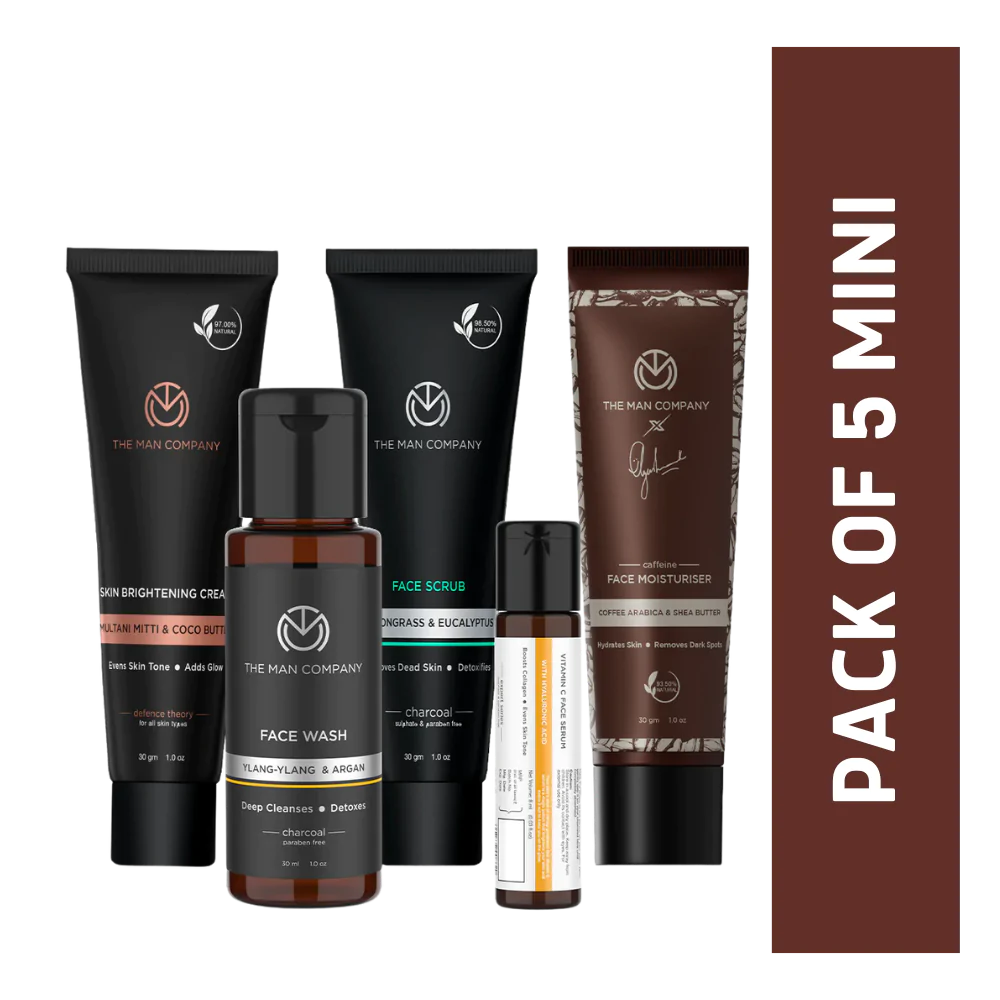 97.00%
NATURAL
THE MAN COMPANY
SKIN BRIGHTENING CREA
MULTANI MITTI & COCO BUTT
Evens Skin Tone ● Adds Glow
defence theory
for all skin types
30 gm 1.0 oz
THE MAN COMPANY
FACE WASH
YLANG-YLANG & ARGAN
Deep Cleanses ● Detoxes
charcoal
paraben free
30 ml 1.0 oz
98.50%
NATURAL
THE MAN COMPANY
FACE SCRUB
ONGRASS & EUCALYPTUS
oves Dead Skin ● Detoxifies
charcoal
sulphate & paraben free
30 gm 1.0 oz
VITAMIN C FACE SERUM
WITH HYALURONIC ACID
Boosts Collagen ● Evens Skin Tone
THE MAN COMPANY
caffeine
FACE MOISTURISER
COFFEE ARABICA & SHEA BUTTER
Hydrates Skin ● Removes Dark Spots
93.50%
NATURAL
30 gm 1.0 oz
PACK OF 5 MINI